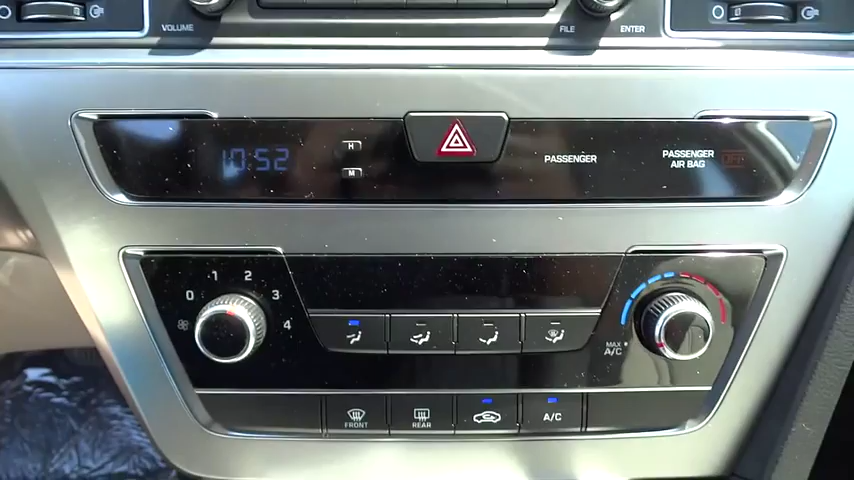 VOLUME
FILE
ENTER
10:52
H
M
PASSENGER
PASSENGER
AIR BAG OFF
0 1 2 3 4
MAX
A/C
FRONT
REAR
A/C